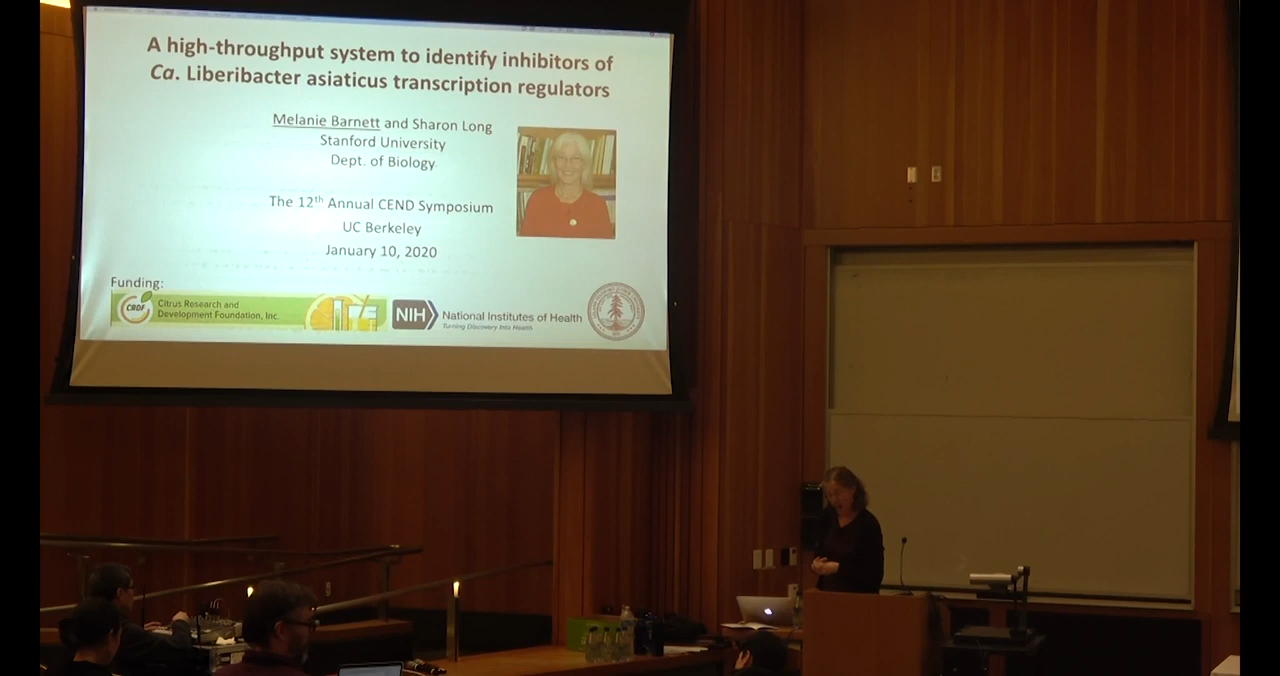 A high-throughput system to identify inhibitors of
Ca. Liberibacter asiaticus transcription regulators
Melanie Barnett and Sharon Long
Stanford University
Dept. of Biology
The 12th Annual CEND Symposium
UC Berkeley
January 10, 2020
Funding:
CRDF
Citrus Research and
Development Foundation, Inc.
NIH
National Institutes of Health
Turning Discovery Into Health